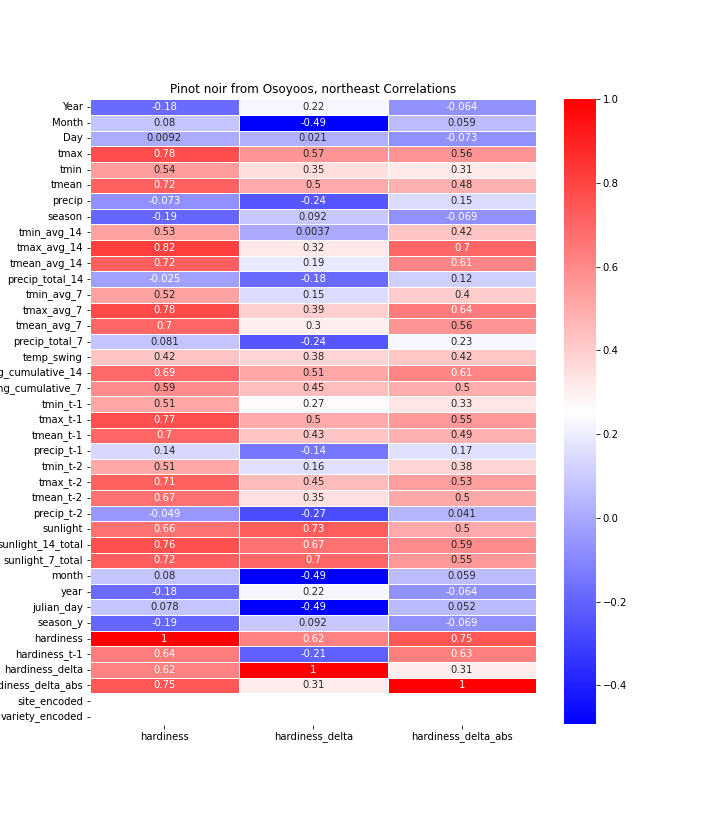 Pinot noir from Osoyoos, northeast Correlations
Year -0.18 0.22 -0.064
Month 0.08 -0.49 0.059
Day 0.0092 0.021 -0.073
tmax 0.78 0.57 0.56
tmin 0.54 0.35 0.31
tmean 0.72 0.5 0.48
precip -0.073 -0.24 0.15
season -0.19 0.092 -0.069
tmin_avg_14 0.53 0.0037 0.42
tmax_avg_14 0.82 0.32 0.7
tmean_avg_14 0.72 0.19 0.61
precip_total_14 -0.025 -0.18 0.12
tmin_avg_7 0.52 0.15 0.4
tmax_avg_7 0.78 0.39 0.64
tmean_avg_7 0.7 0.3 0.56
precip_total_7 0.081 -0.24 0.23
temp_swing 0.42 0.38 0.42
g_cumulative_14 0.69 0.51 0.61
ng_cumulative_7 0.59 0.45 0.5
tmin_t-1 0.51 0.27 0.33
tmax_t-1 0.77 0.5 0.55
tmean_t-1 0.7 0.43 0.49
precip_t-1 0.14 -0.14 0.17
tmin_t-2 0.51 0.16 0.38
tmax_t-2 0.71 0.45 0.53
tmean_t-2 0.67 0.35 0.5
precip_t-2 -0.049 -0.27 0.041
sunlight 0.66 0.73 0.5
sunlight_14_total 0.76 0.67 0.59
sunlight_7_total 0.72 0.7 0.55
month 0.08 -0.49 0.059
year -0.18 0.22 -0.064
julian_day 0.078 -0.49 0.052
season_y -0.19 0.092 -0.069
hardiness 1 0.62 0.75
hardiness_t-1 0.64 -0.21 0.63
hardiness_delta 0.62 1 0.31
diness_delta_abs 0.75 0.31 1
site_encoded
variety_encoded
hardiness hardiness_delta hardiness_delta_abs
1.0
0.8
0.6
0.4
0.2
0.0
−0.2
−0.4